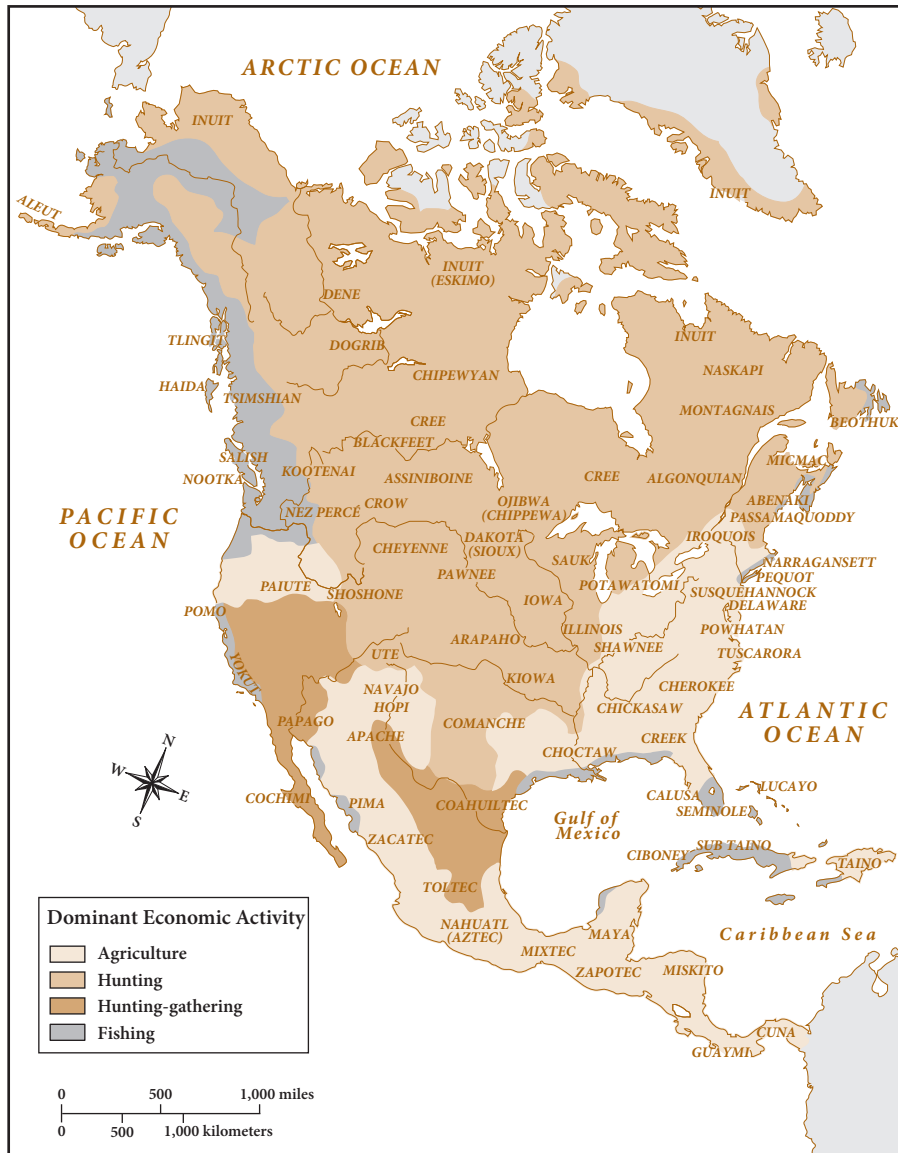 ARCTIC OCEAN
INUIT
ALEUT
INUIT
INUIT
(ESKIMO)
DENE
INUIT
TLINGIT
DOGRIB
NASKAPI
HAIDA
TSIMSHIAN
CHIPEWYAN
MONTAGNAIS
BEOTHUK
CREE
BLACKFEET
SALISH
KOOTENAI
MICMAC
NOOTKA
ASSINIBOINE
CREE
ALGONQUIAN
ABENAKI
PASSAMAQUODDY
NEZ PERCÉ
CROW
OJIBWA
(CHIPPEWA)
PACIFIC
OCEAN
IROQUOIS
CHEYENNE
DAKOTA
(SIOUX)
SAUK
NARRAGANSETT
PEQUOT
PAWNEE
POTAWATOMI
SUSQUEHANNOCK
DELAWARE
PAIUTE
SHOSHONE
IOWA
POMO
ILLINOIS
POWHATAN
ARAPAHO
SHAWNEE
TUSCARORA
UTE
YOKUT
KIOWA
NAVAJO
CHEROKEE
HOPI
CHICKASAW
PAPAGO
COMANCHE
ATLANTIC
OCEAN
APACHE
CREEK
CHOCTAW
N
W
E
S
COCHIMI
PIMA
COAHUILTEC
CALUSA
LUCAYO
SEMINOLE
Gulf of
Mexico
ZACATEC
SUB TAINO
CIBONEY
TAINO
TOLTEC
NAHUATL
(AZTEC)
MAYA
Caribbean Sea
MIXTEC
ZAPOTEC
MISKITO
CUNA
GUAYMI
Dominant Economic Activity
Agriculture
Hunting
Hunting-gathering
Fishing
0 500 1,000 miles
0 500 1,000 kilometers